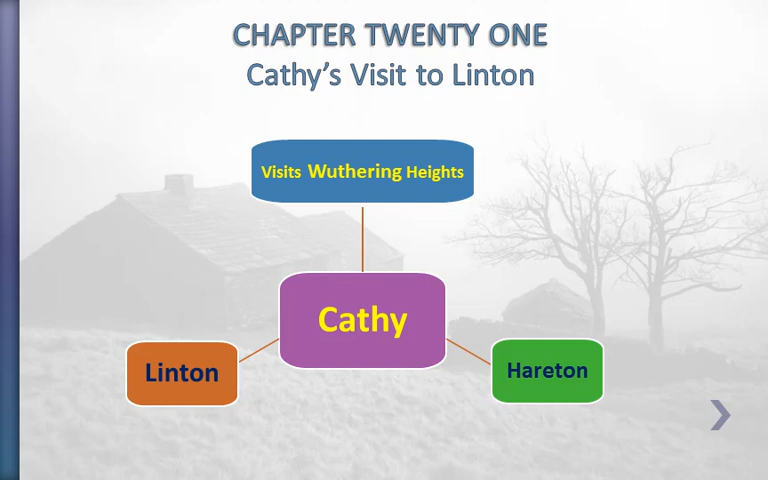 CHAPTER TWENTY ONE
Cathy’s Visit to Linton
Visits Wuthering Heights
Cathy
Linton
Hareton